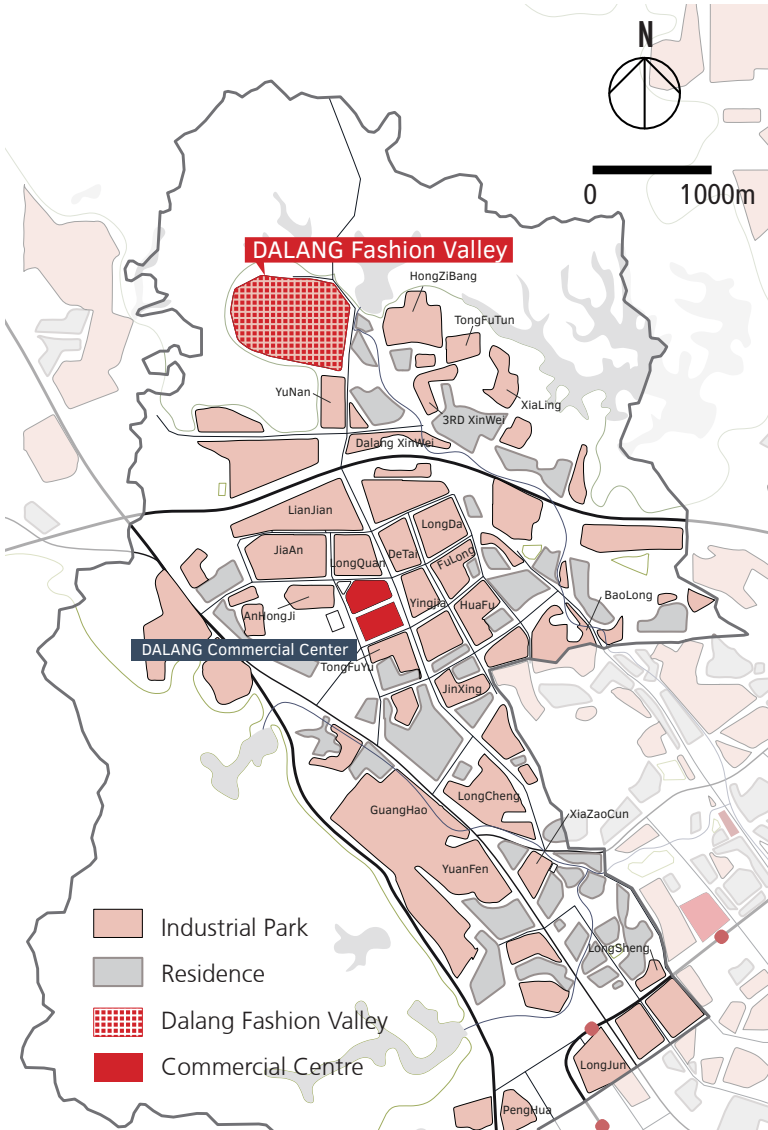 N
0 1000m
DALANG Fashion Valley
HongZiBang
TongFuTun
YuNan
XiaLing
3RD XinWei
Dalang XinWei
LianJian
LongDa
JiaAn
LongQuan
DeTai
FuLong
AnHongJi
Yingjia
HuaFu
BaoLong
DALANG Commercial Center
TongFuYu
JinXing
LongCheng
GuangHao
XiaZaoCun
YuanFen
LongSheng
LongJun
PengHua
Industrial Park
Residence
Dalang Fashion Valley
Commercial Centre